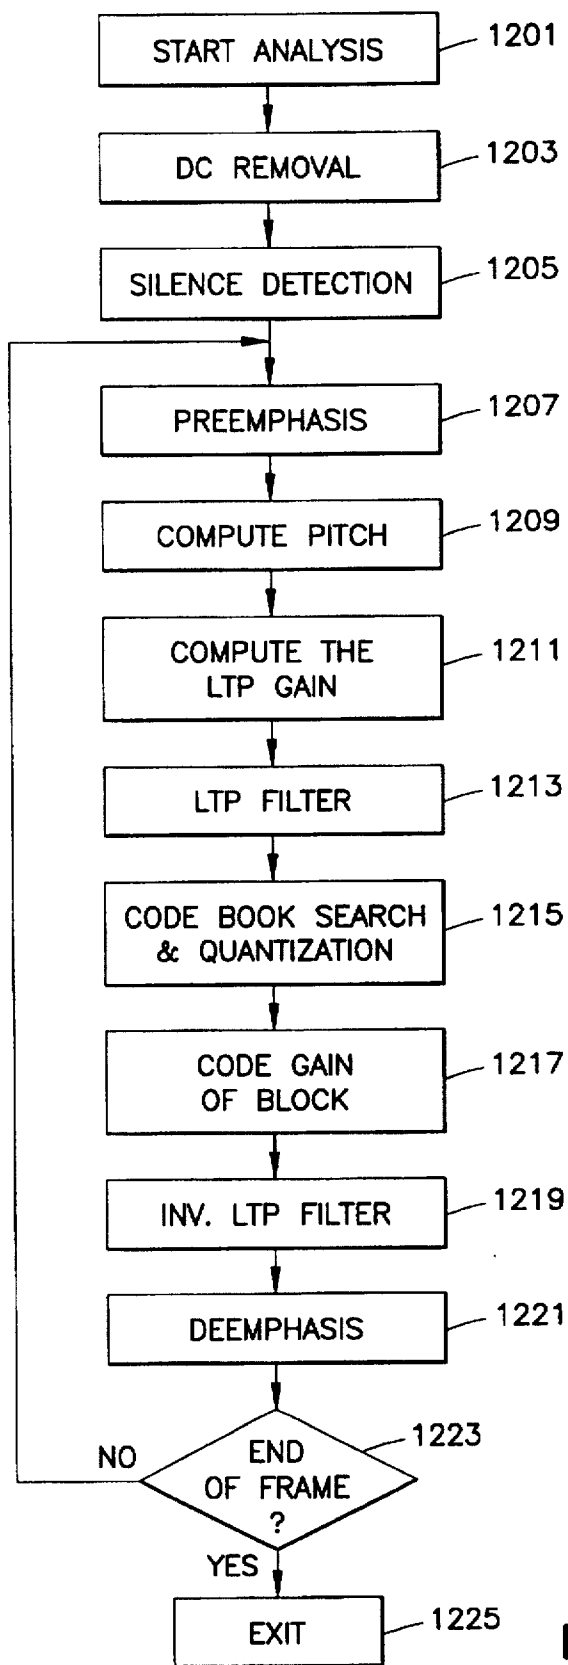 START ANALYSIS
1201
DC REMOVAL
1203
SILENCE DETECTION
1205
PREEMPHASIS
1207
COMPUTE PITCH
1209
COMPUTE THE
LTP GAIN
1211
LTP FILTER
1213
CODE BOOK SEARCH
& QUANTIZATION
1215
CODE GAIN
OF BLOCK
1217
INV. LTP FILTER
1219
DEEMPHASIS
1221
END
OF FRAME
?
1223
NO
YES
EXIT
1225